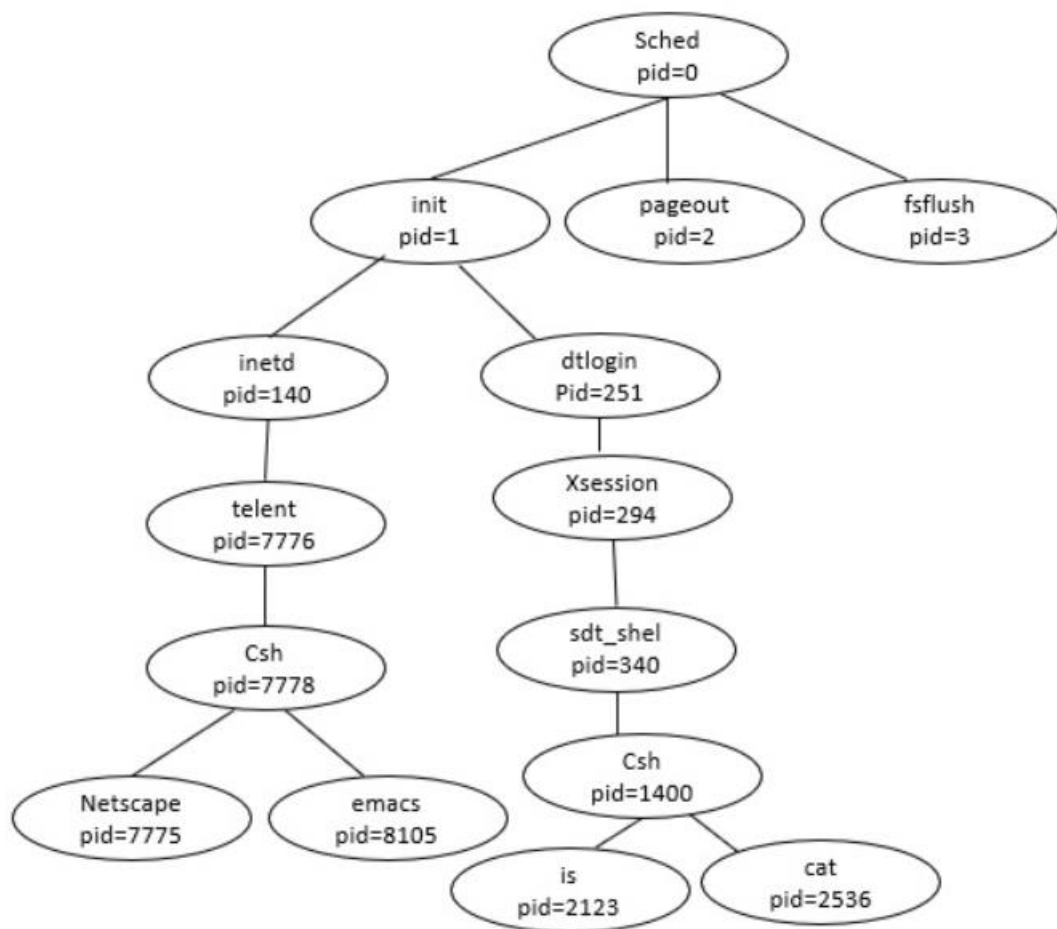 Sched
pid=0
init
pid=1
pageout
pid=2
fsflush
pid=3
inetd
pid=140
dtlogin
Pid=251
Xsession
pid=294
telent
pid=7776
sdt_shel
pid=340
Csh
pid=7778
Csh
pid=1400
Netscape
pid=7775
emacs
pid=8105
is
pid=2123
cat
pid=2536